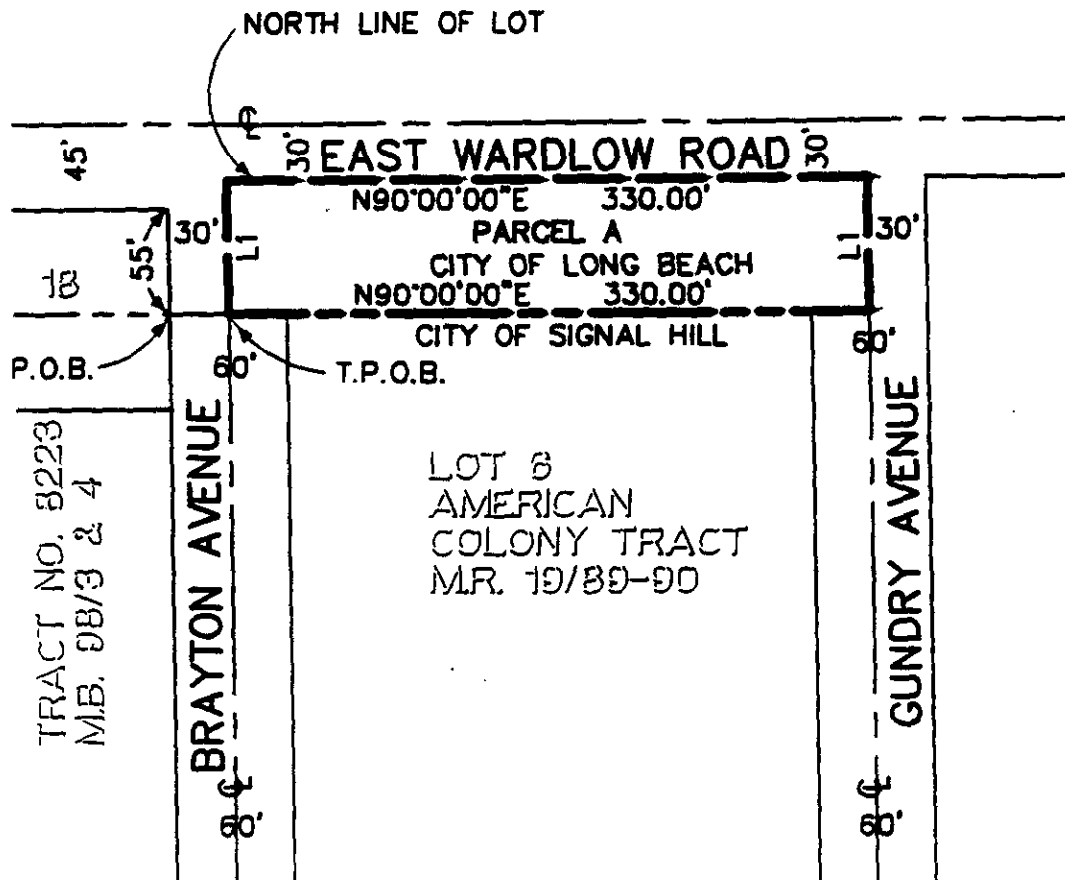 NORTH LINE OF LOT
℄
45'
30'
EAST WARDLOW ROAD
30'
N90°00'00"E 330.00'
30'
L1
PARCEL A
L1
30'
55'
18
CITY OF LONG BEACH
N90°00'00"E 330.00'
CITY OF SIGNAL HILL
P.O.B.
60'
T.P.O.B.
60'
TRACT NO. 8223
M.B. 98/3 & 4
BRAYTON AVENUE
LOT 6
AMERICAN
COLONY TRACT
M.R. 19/89-90
GUNDRY AVENUE
℄
60'
℄
60'